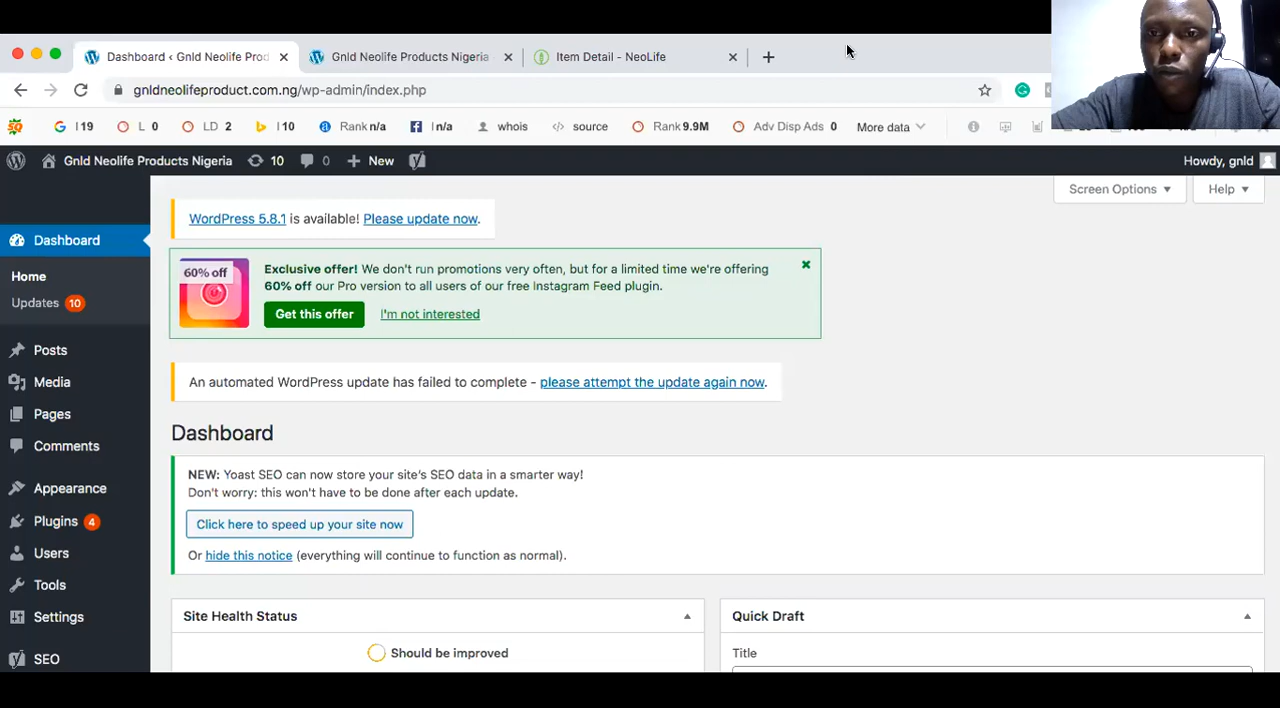 Dashboard ‹ Gnld Neolife Prod
Gnld Neolife Products Nigeria
Item Detail - NeoLife
gnldneolifeproduct.com.ng/wp-admin/index.php
SQ
I 19
L 0
LD 2
I 10
Rank n/a
I n/a
whois
source
Rank 9.9M
Adv Disp Ads 0
More data
Gnld Neolife Products Nigeria
10
0
New
Howdy, gnld
Screen Options
Help
WordPress 5.8.1 is available! Please update now.
Dashboard
Home
Updates 10
Posts
Media
Pages
Comments
Appearance
Plugins 4
Users
Tools
Settings
SEO
60% off
Exclusive offer! We don't run promotions very often, but for a limited time we're offering
60% off our Pro version to all users of our free Instagram Feed plugin.
Get this offer
I'm not interested
An automated WordPress update has failed to complete - please attempt the update again now.
Dashboard
NEW: Yoast SEO can now store your site's SEO data in a smarter way!
Don't worry: this won't have to be done after each update.
Click here to speed up your site now
Or hide this notice (everything will continue to function as normal).
Site Health Status
Should be improved
Quick Draft
Title